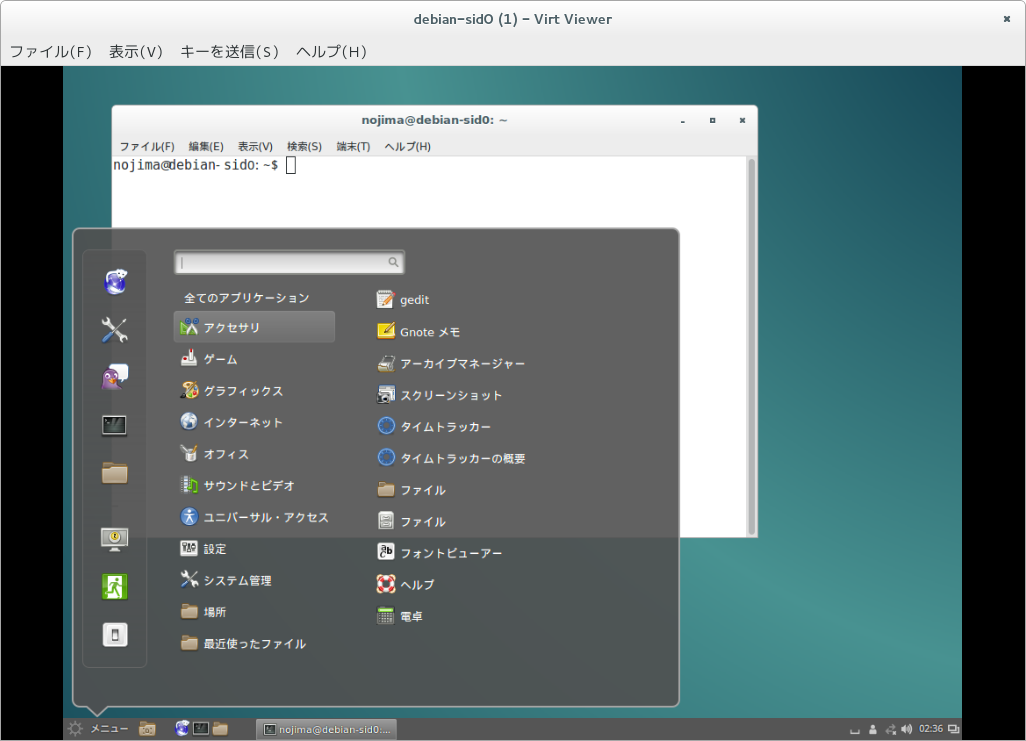 debian-sid0 (1) - Virt Viewer
ファイル(F) 表示(V) キーを送信(S) ヘルプ(H)
nojima@debian-sid0: ~
ファイル(F) 編集(E) 表示(V) 検索(S) 端末(T) ヘルプ(H)
nojima@debian-sid0:~$
全てのアプリケーション
アクセサリ
ゲーム
グラフィックス
インターネット
オフィス
サウンドとビデオ
ユニバーサル・アクセス
設定
システム管理
場所
最近使ったファイル
gedit
Gnote メモ
アーカイブマネージャー
スクリーンショット
タイムトラッカー
タイムトラッカーの概要
ファイル
ファイル
フォントビューアー
ヘルプ
電卓
メニュー
nojima@debian-sid0:...
02:36